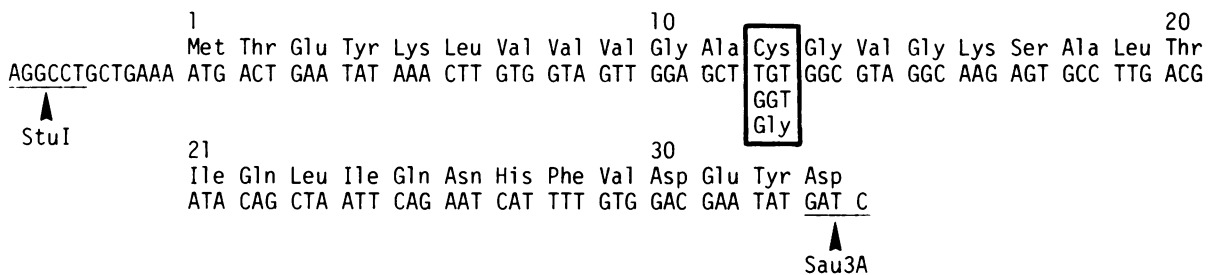 1 10 20
Met Thr Glu Tyr Lys Leu Val Val Val Gly Ala Cys Gly Val Gly Lys Ser Ala Leu Thr
AGGCCTGCTGAAA ATG ACT GAA TAT AAA CTT GTG GTA GTT GGA GCT TGT GGC GTA GGC AAG AGT GCC TTG ACG
GGT
Gly
StuI
21 30
Ile Gln Leu Ile Gln Asn His Phe Val Asp Glu Tyr Asp
ATA CAG CTA ATT CAG AAT CAT TTT GTG GAC GAA TAT GAT C
Sau3A